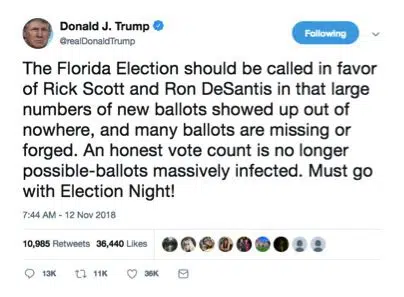 Donald J. Trump
@realDonaldTrump
Following
The Florida Election should be called in favor
of Rick Scott and Ron DeSantis in that large
numbers of new ballots showed up out of
nowhere, and many ballots are missing or
forged. An honest vote count is no longer
possible-ballots massively infected. Must go
with Election Night!
7:44 AM - 12 Nov 2018
10,985 Retweets 36,440 Likes
13K 11K 36K